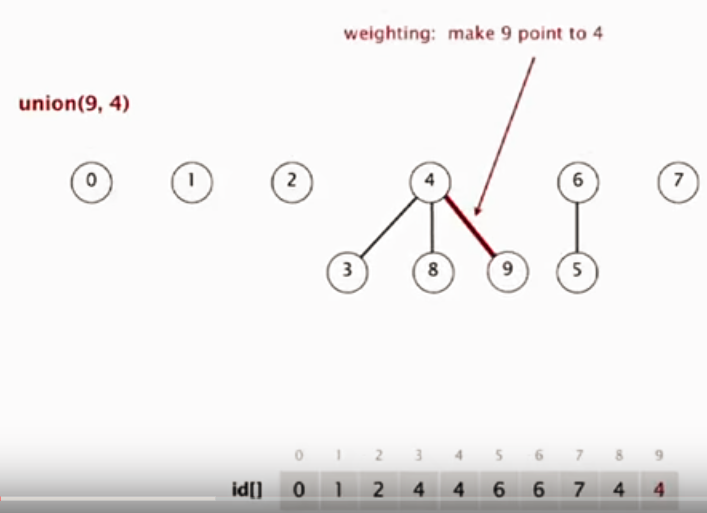 weighting: make 9 point to 4
union(9, 4)
0 1 2 4 6 7
3 8 9 5
0 1 2 3 4 5 6 7 8 9
id[] 0 1 2 4 4 6 6 7 4 4